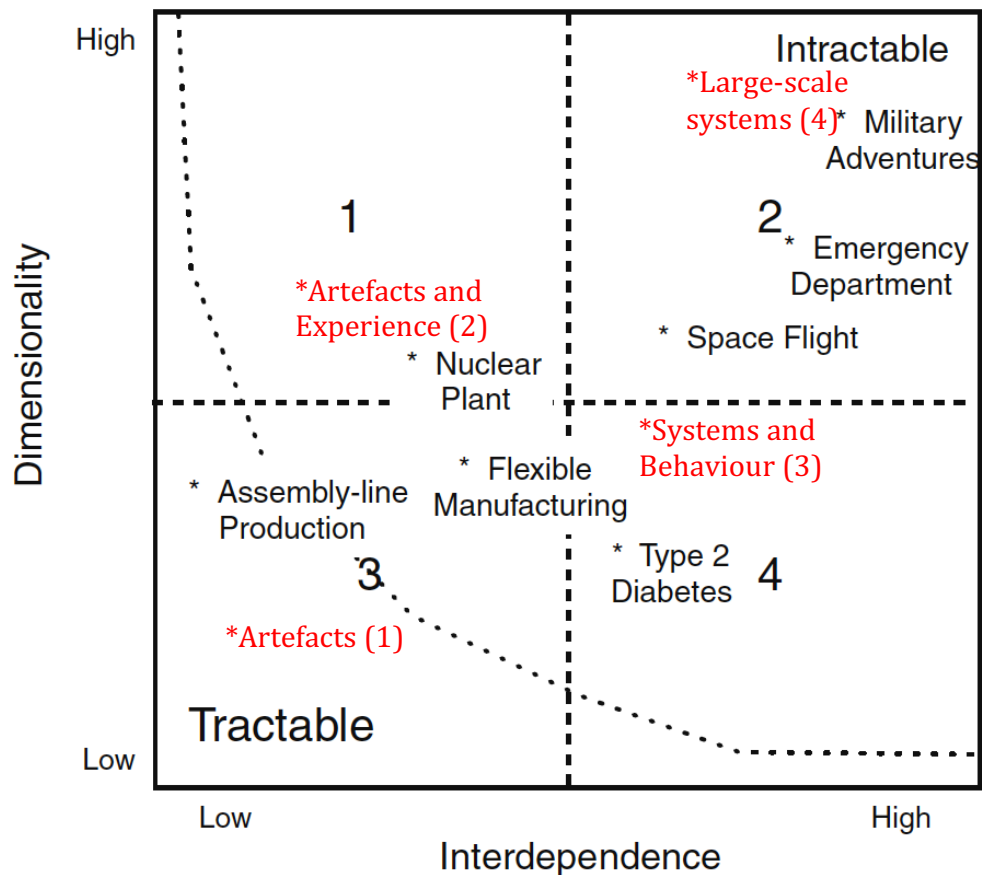 High
Intractable
*Large-scale
systems (4)
* Military
Adventures
1
2
* Emergency
Department
*Artefacts and
Experience (2)
* Space Flight
* Nuclear
Plant
Dimensionality
*Systems and
Behaviour (3)
* Flexible
Manufacturing
* Assembly-line
Production
* Type 2
Diabetes
3
4
*Artefacts (1)
Tractable
Low
Low
High
Interdependence